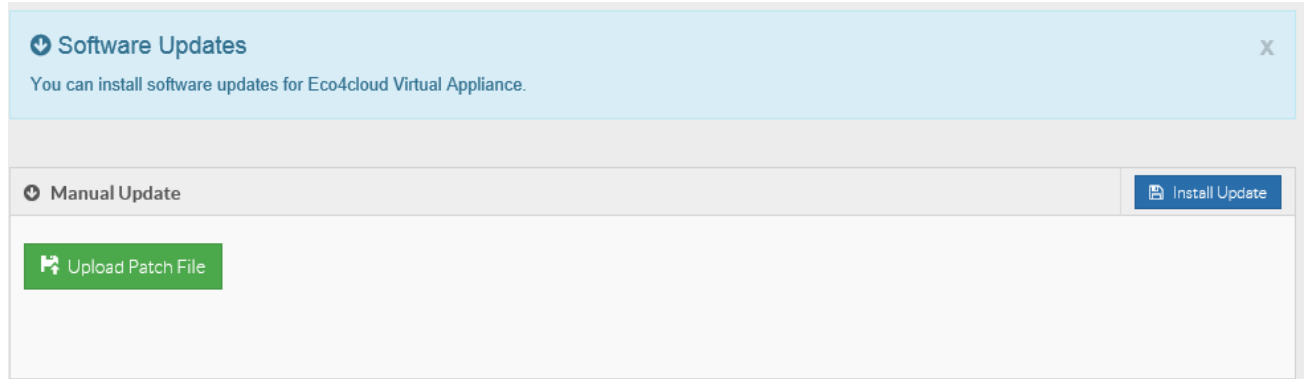 Software Updates
X
You can install software updates for Eco4cloud Virtual Appliance.
Manual Update
Install Update
Upload Patch File